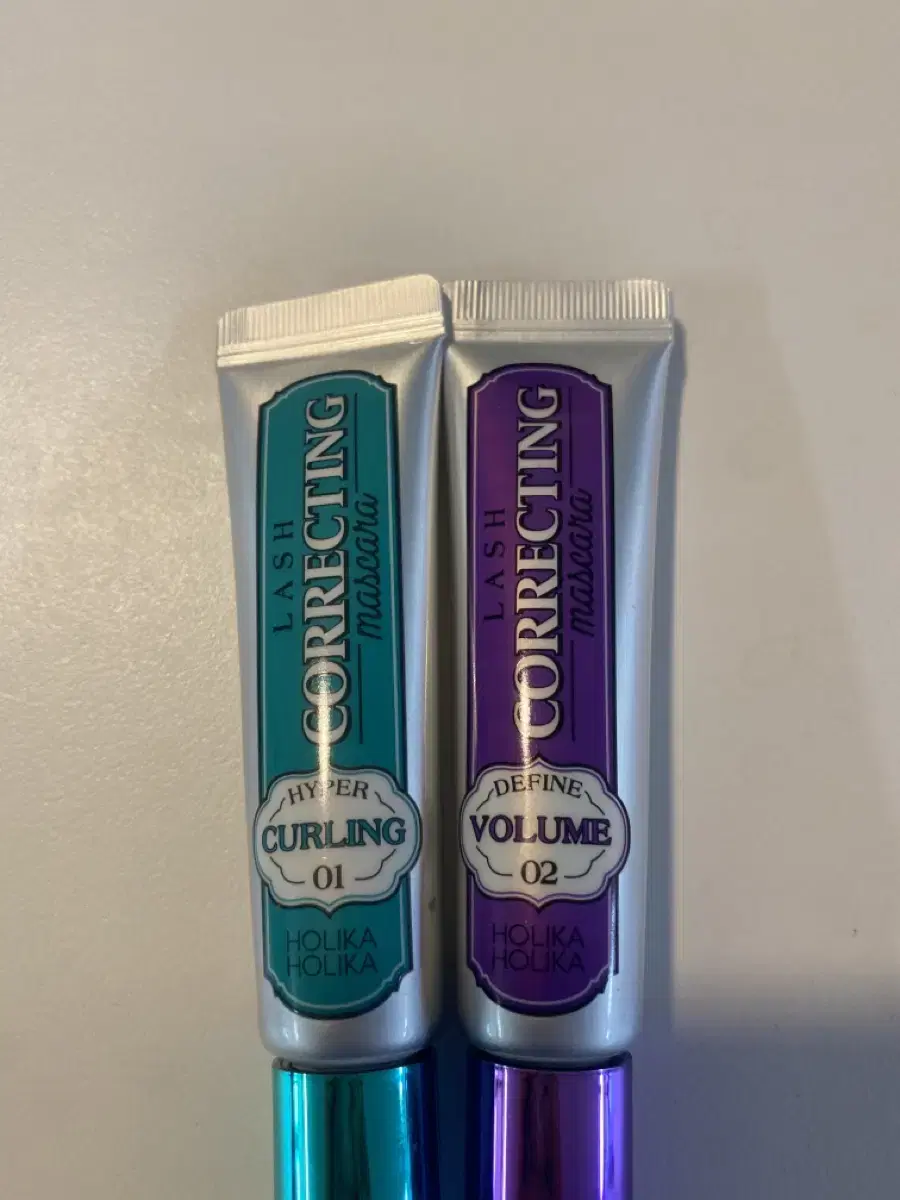 LASH
CORRECTING
mascara
HYPER
CURLING
01
HOLIKA
HOLIKA
LASH
CORRECTING
mascara
DEFINE
VOLUME
02
HOLIKA
HOLIKA